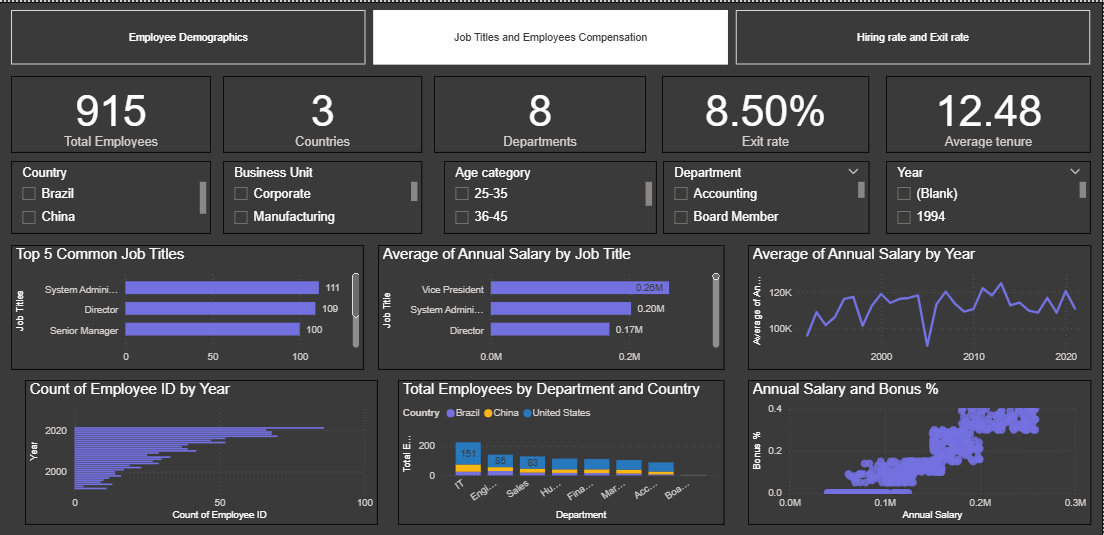 Employee Demographics
Job Titles and Employees Compensation
Hiring rate and Exit rate
915
Total Employees
3
Countries
8
Departments
8.50%
Exit rate
12.48
Average tenure
Country
Brazil
China
Business Unit
Corporate
Manufacturing
Age category
25-35
36-45
Department
Accounting
Board Member
Year
(Blank)
1994
Top 5 Common Job Titles
Job Titles
System Admini...
111
Director
109
Senior Manager
100
0 50 100
Average of Annual Salary by Job Title
Job Title
Vice President
0.26M
System Admini...
0.20M
Director
0.17M
0.0M 0.2M
Average of Annual Salary by Year
Average of An...
120K
100K
2000 2010 2020
Count of Employee ID by Year
Year
2020
2000
0 50 100
Count of Employee ID
Total Employees by Department and Country
Country Brazil China United States
Total E...
200
0
151
85
83
IT Engi... Sales Hu... Fina... Mar... Acc... Boa...
Department
Annual Salary and Bonus %
Bonus %
0.4
0.2
0.0
0.0M 0.1M 0.2M 0.3M
Annual Salary